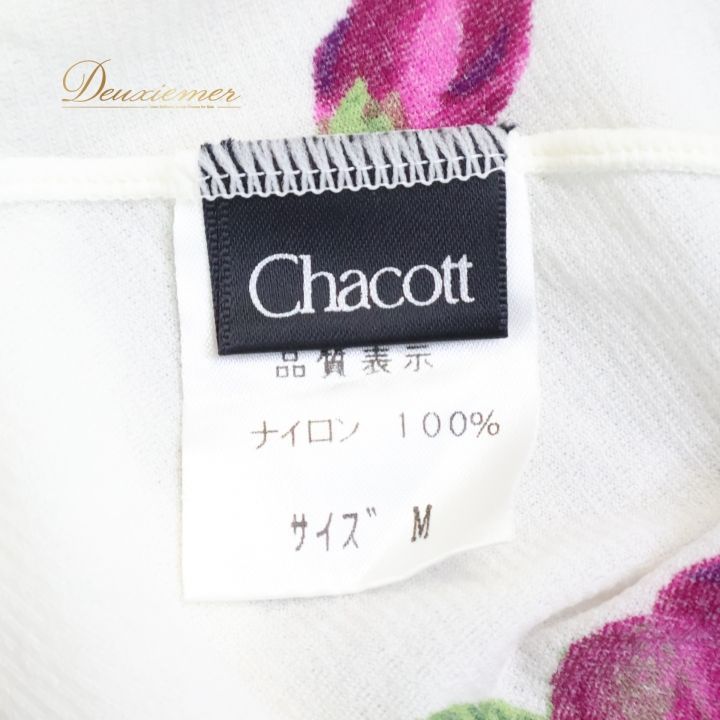 Deuxiemer
Chacott
品質表示
ナイロン 100%
サイズ M